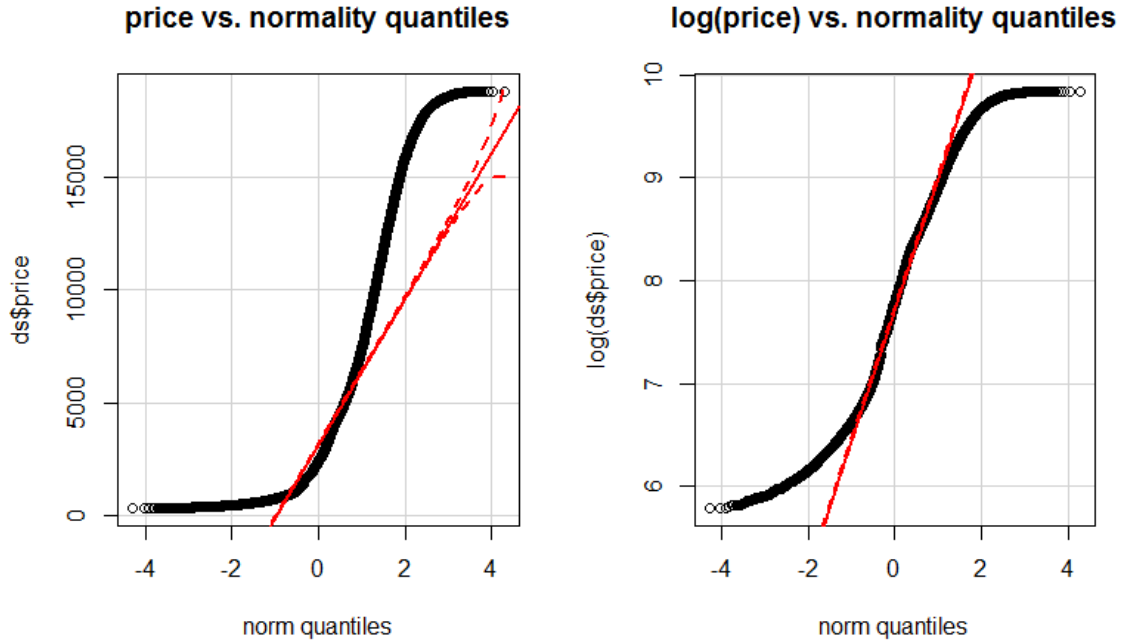 price vs. normality quantiles
ds$price
15000
10000
5000
0
-4 -2 0 2 4
norm quantiles
log(price) vs. normality quantiles
log(ds$price)
10
9
8
7
6
-4 -2 0 2 4
norm quantiles